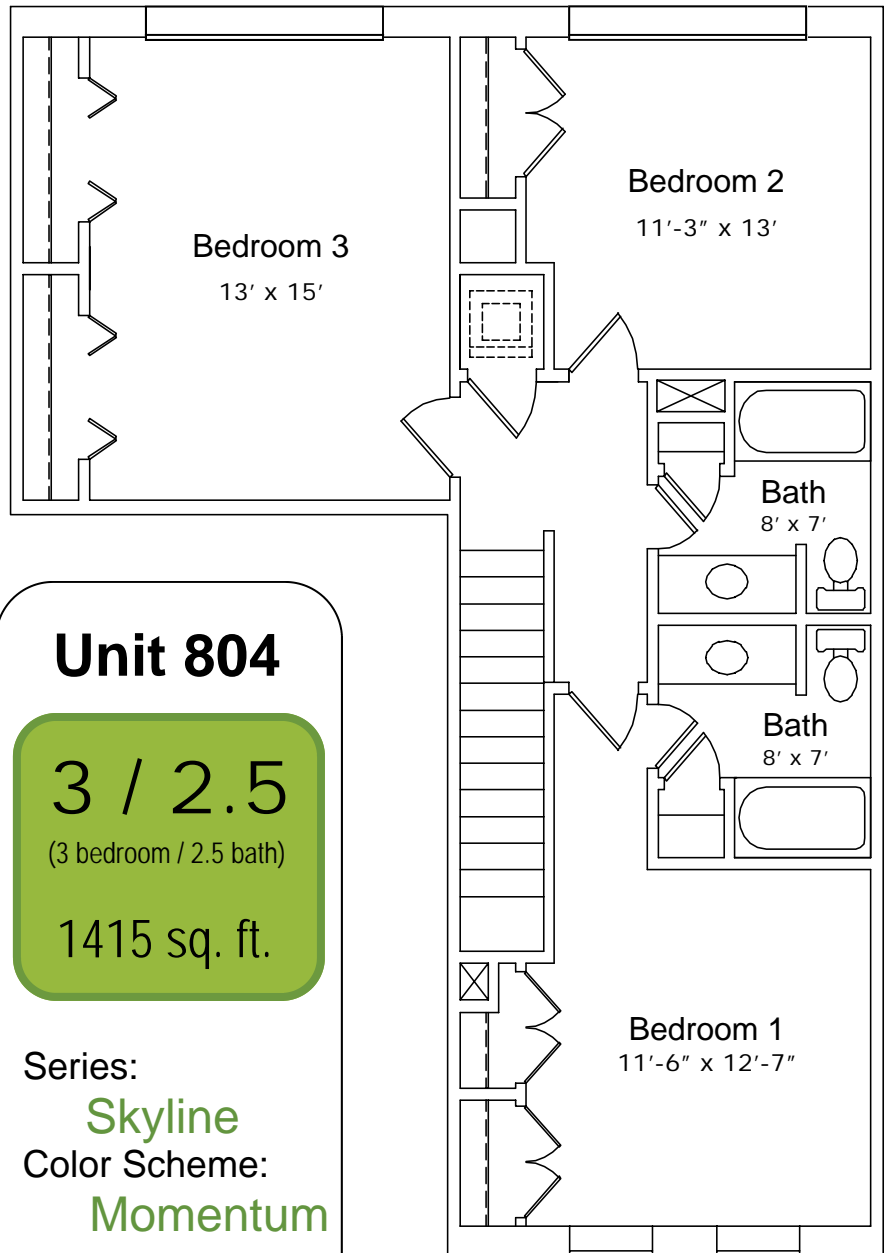 Bedroom 2
11'-3" x 13'
Bedroom 3
13' x 15'
Bath
8' x 7'
Unit 804
3 / 2.5
(3 bedroom / 2.5 bath)
1415 sq. ft.
Bath
8' x 7'
Bedroom 1
11'-6" x 12'-7"
Series:
Skyline
Color Scheme:
Momentum